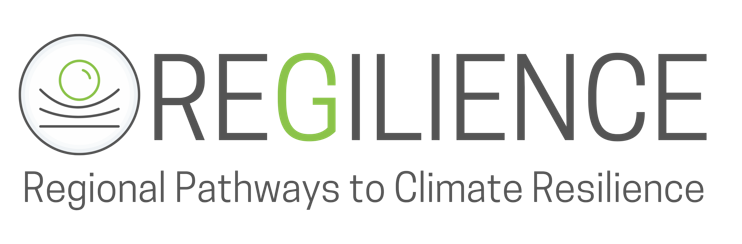 REGILIENCE
Regional Pathways to Climate Resilience